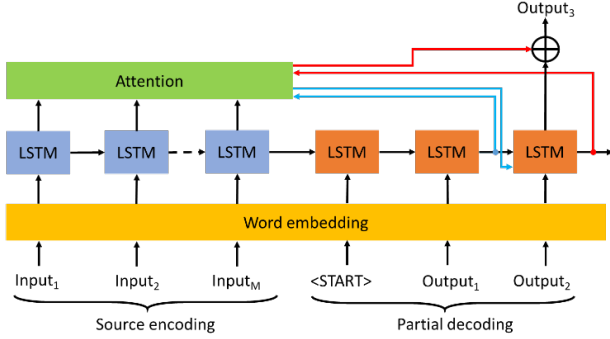 Output₃
Attention
LSTM LSTM LSTM LSTM LSTM LSTM
Word embedding
Input₁ Input₂ Input_M <START> Output₁ Output₂
Source encoding Partial decoding